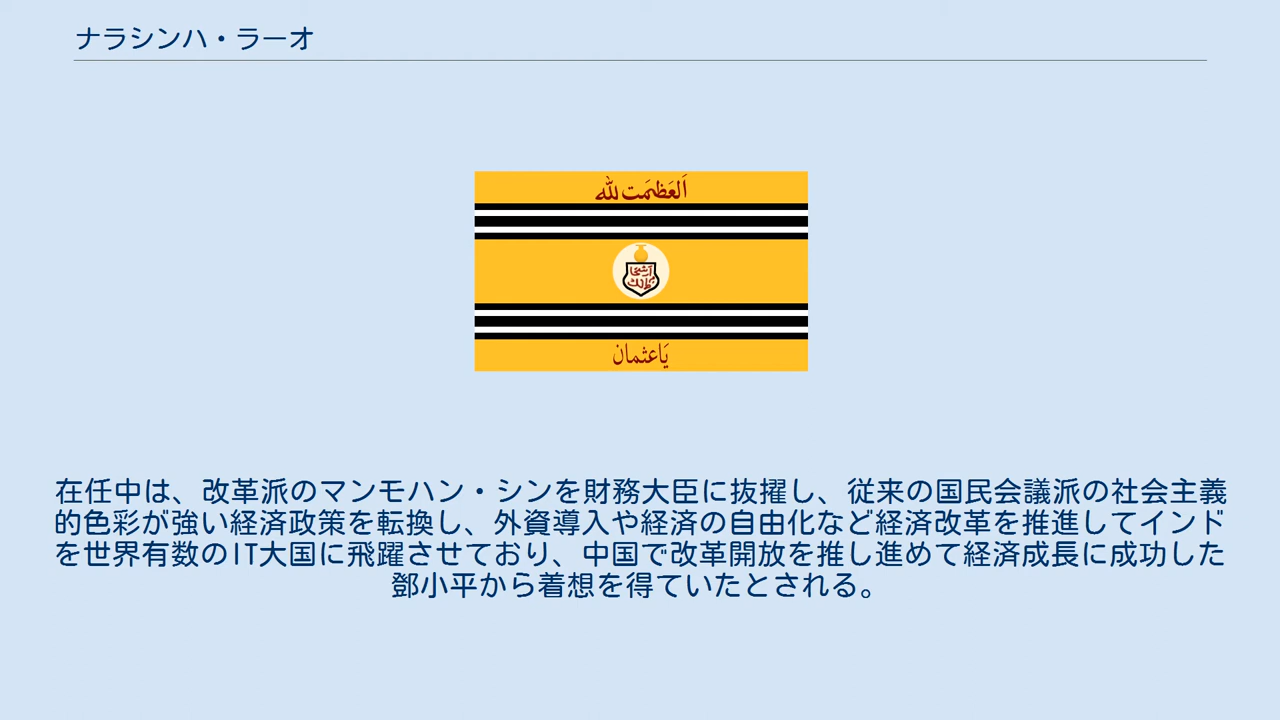 ナラシンハ・ラーオ
اَلعَظمَت لله
يَاعثمان
在任中は、改革派のマンモハン・シンを財務大臣に抜擢し、従来の国民会議派の社会主義
的色彩が強い経済政策を転換し、外資導入や経済の自由化など経済改革を推進してインド
を世界有数のIT大国に飛躍させており、中国で改革開放を推し進めて経済成長に成功した
鄧小平から着想を得ていたとされる。